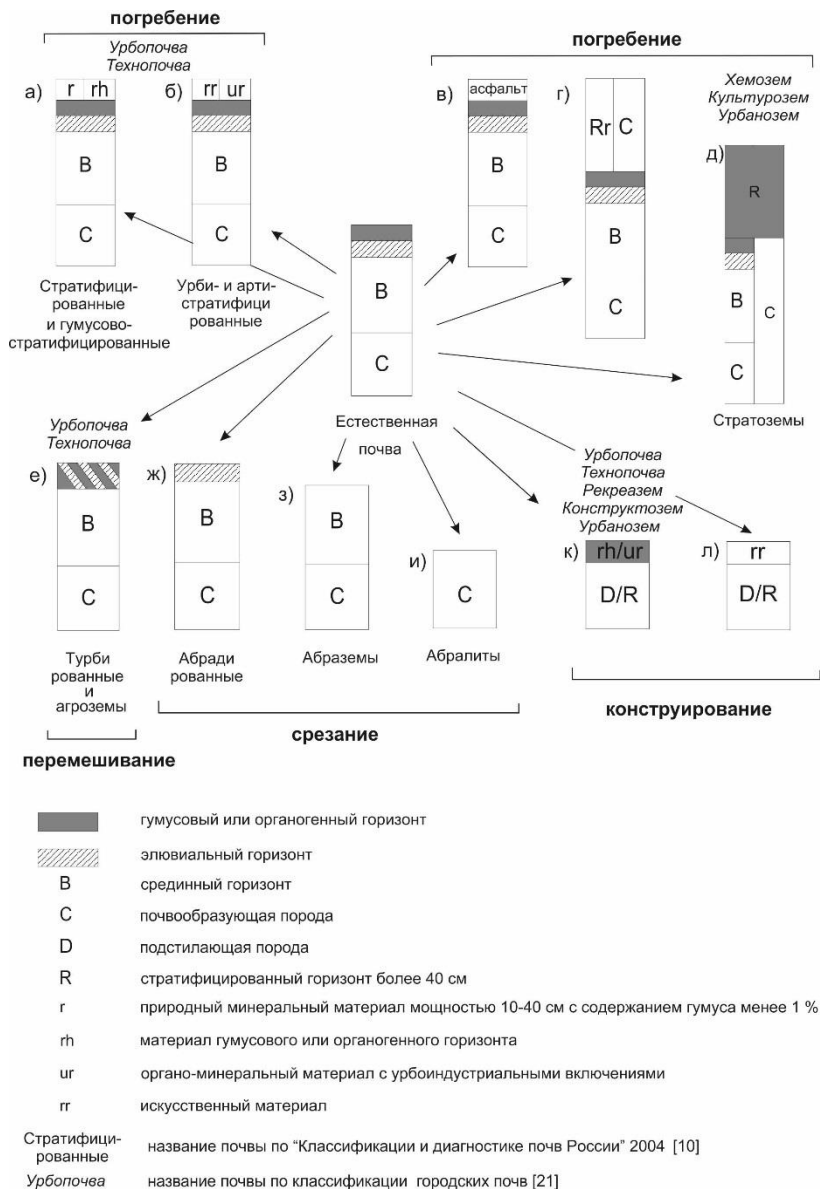 погребение
Урбопочва
Технопочва
а)
r
rh
B
C
Стратифици-
рованные
и гумусово-
стратифицированные
б)
rr
ur
B
C
Урби- и арти-
стратифици
рованные
B
C
Естественная
почва
погребение
в)
асфальт
B
C
г)
Rr
C
B
C
Хемозем
Культурозем
Урбанозем
д)
R
B
C
C
Стратоземы
Урбопочва
Технопочва
е)
B
C
Турби
рованные
и
агроземы
перемешивание
ж)
B
C
Абради
рованные
з)
B
C
Абраземы
и)
C
Абралиты
срезание
Урбопочва
Технопочва
Рекреазем
Конструктозем
Урбанозем
к)
rh/ur
D/R
л)
rr
D/R
конструирование
гумусовый или органогенный горизонт
элювиальный горизонт
B срединный горизонт
C почвообразующая порода
D подстилающая порода
R стратифицированный горизонт более 40 см
r природный минеральный материал мощностью 10-40 см с содержанием гумуса менее 1 %
rh материал гумусового или органогенного горизонта
ur органо-минеральный материал с урбоиндустриальными включениями
rr искусственный материал
Стратифици-
рованные название почвы по “Классификации и диагностике почв России” 2004 [10]
Урбопочва название почвы по классификации городских почв [21]